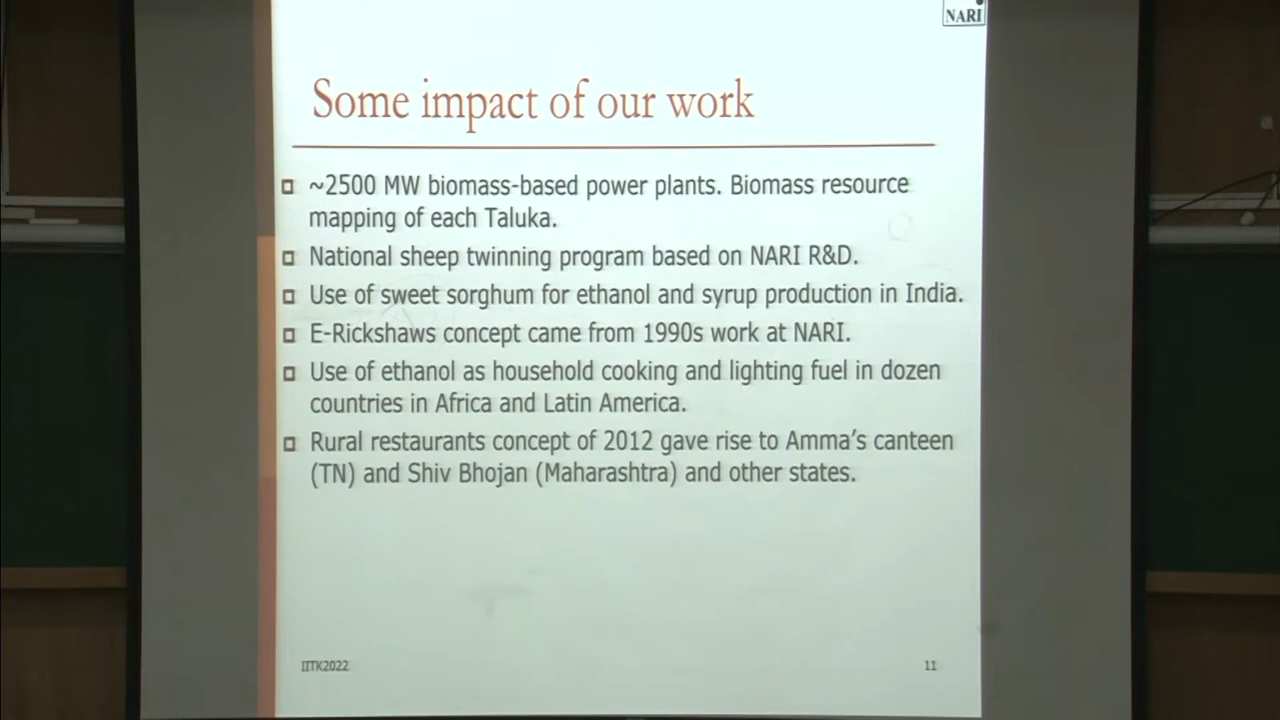 NARI
Some impact of our work
~2500 MW biomass-based power plants. Biomass resource
mapping of each Taluka.
National sheep twinning program based on NARI R&D.
Use of sweet sorghum for ethanol and syrup production in India.
E-Rickshaws concept came from 1990s work at NARI.
Use of ethanol as household cooking and lighting fuel in dozen
countries in Africa and Latin America.
Rural restaurants concept of 2012 gave rise to Amma's canteen
(TN) and Shiv Bhojan (Maharashtra) and other states.
IITK2022
11